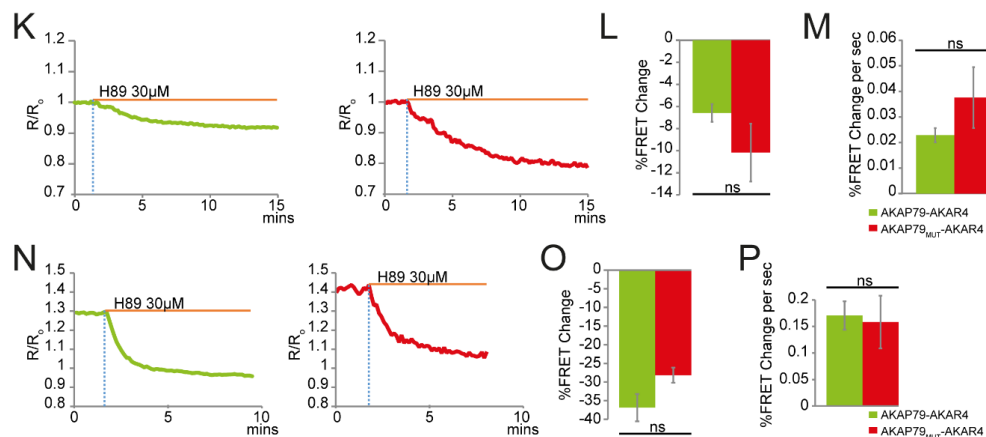 K
1.2
1.1
1
0.9
0.8
0.7
R/Ro
H89 30µM
0
5
10
15
mins
1.2
1.1
1
0.9
0.8
0.7
R/Ro
H89 30µM
0
5
10
15
mins
L
0
-2
-4
-6
-8
-10
-12
-14
%FRET Change
ns
M
0.06
0.05
0.04
0.03
0.02
0.01
0
%FRET Change per sec
ns
AKAP79-AKAR4
AKAP79MUT-AKAR4
N
1.5
1.4
1.3
1.2
1.1
1
0.9
0.8
R/Ro
H89 30µM
0
5
10
mins
1.5
1.4
1.3
1.2
1.1
1
0.9
0.8
R/Ro
H89 30µM
0
5
10
mins
O
0
-5
-10
-15
-20
-25
-30
-35
-40
%FRET Change
ns
P
0.2
0.15
0.1
0.05
0
%FRET Change per sec
ns
AKAP79-AKAR4
AKAP79MUT-AKAR4